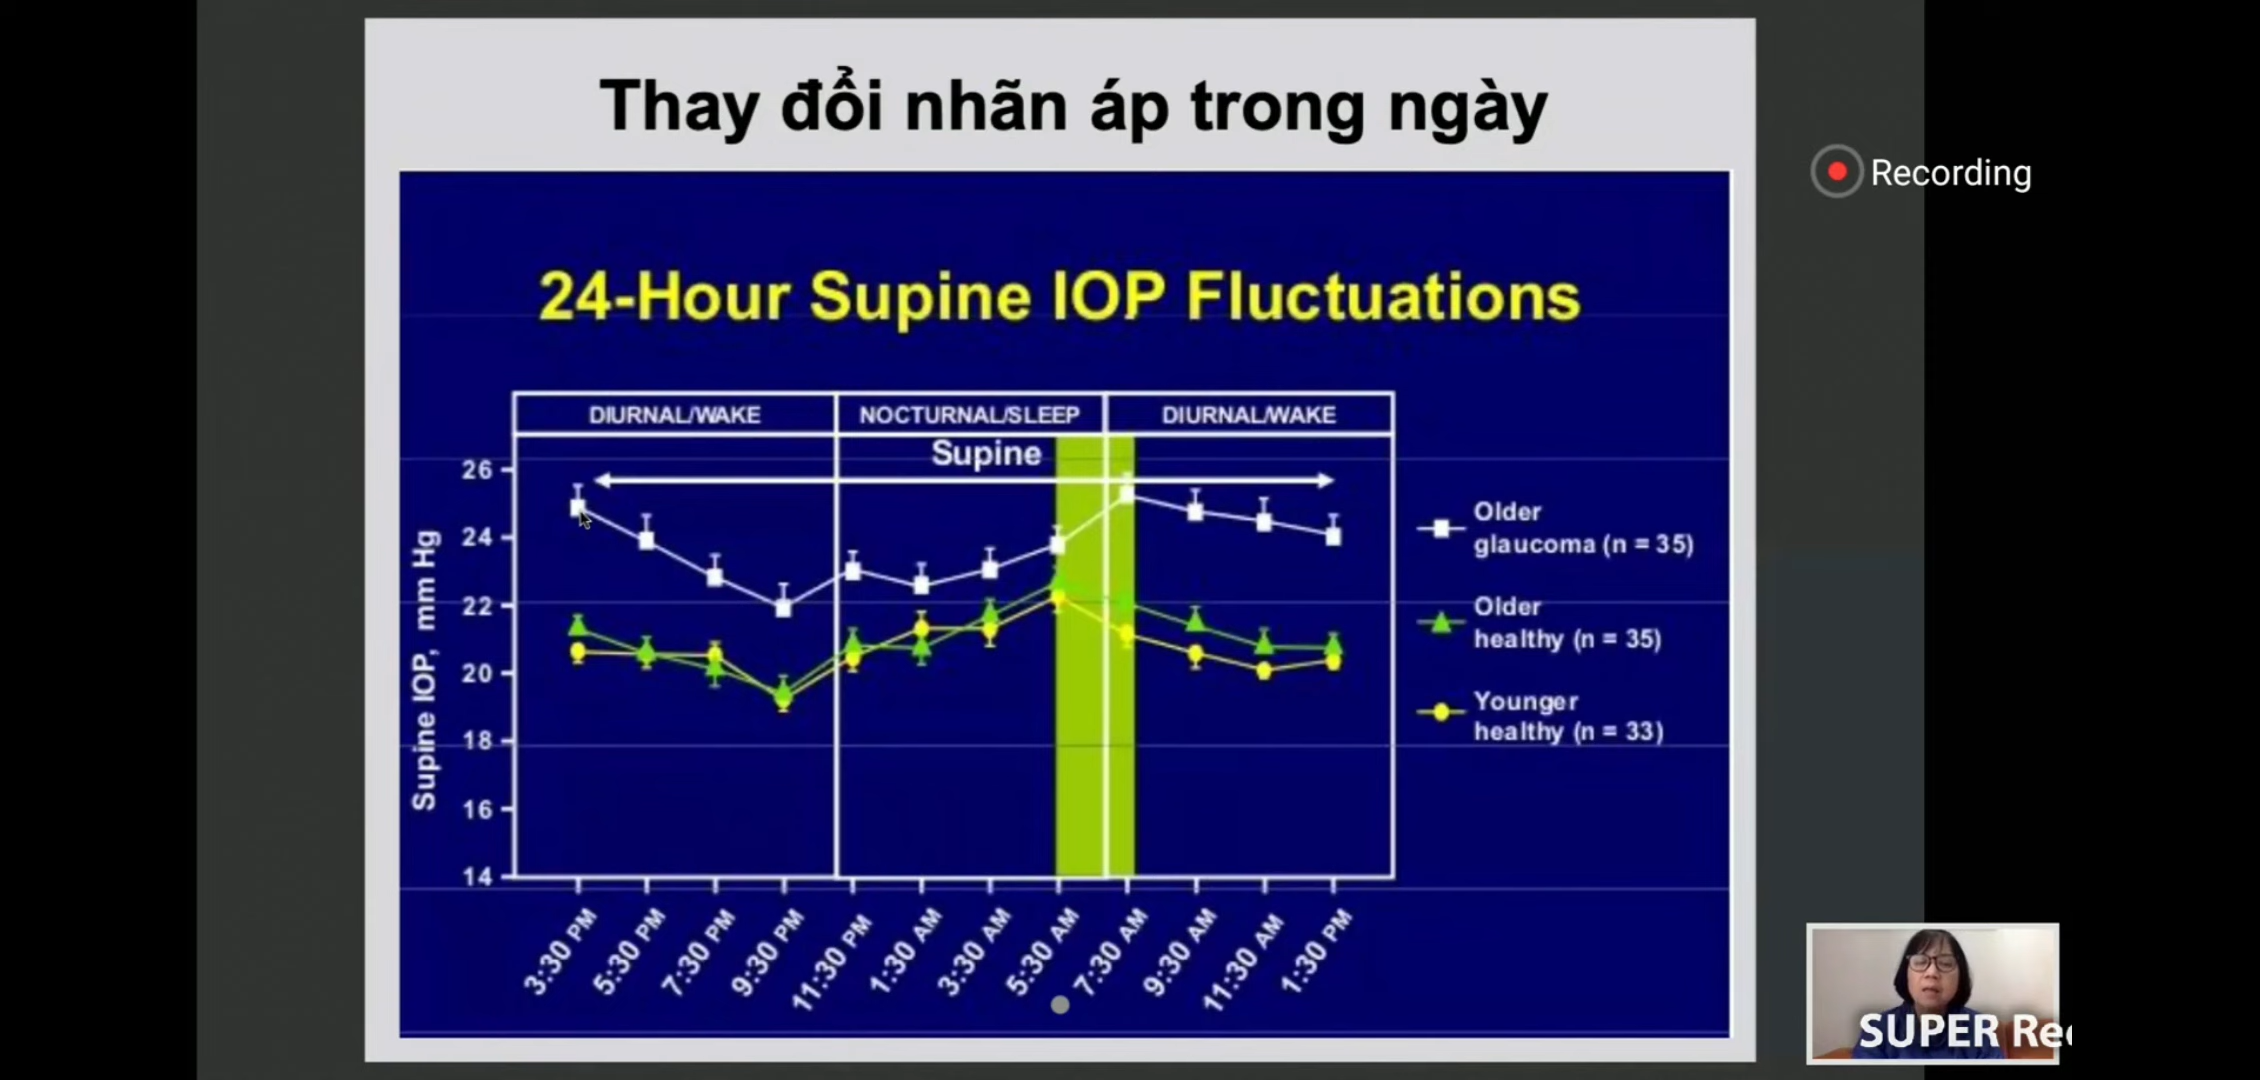 Thay đổi nhãn áp trong ngày
Recording
24-Hour Supine IOP Fluctuations
DIURNAL/WAKE NOCTURNAL/SLEEP DIURNAL/WAKE
Supine
Supine IOP, mm Hg
26
24
22
20
18
16
14
3:30 PM 5:30 PM 7:30 PM 9:30 PM 11:30 PM 1:30 AM 3:30 AM 5:30 AM 7:30 AM 9:30 AM 11:30 AM 1:30 PM
Older
glaucoma (n = 35)
Older
healthy (n = 35)
Younger
healthy (n = 33)
SUPER